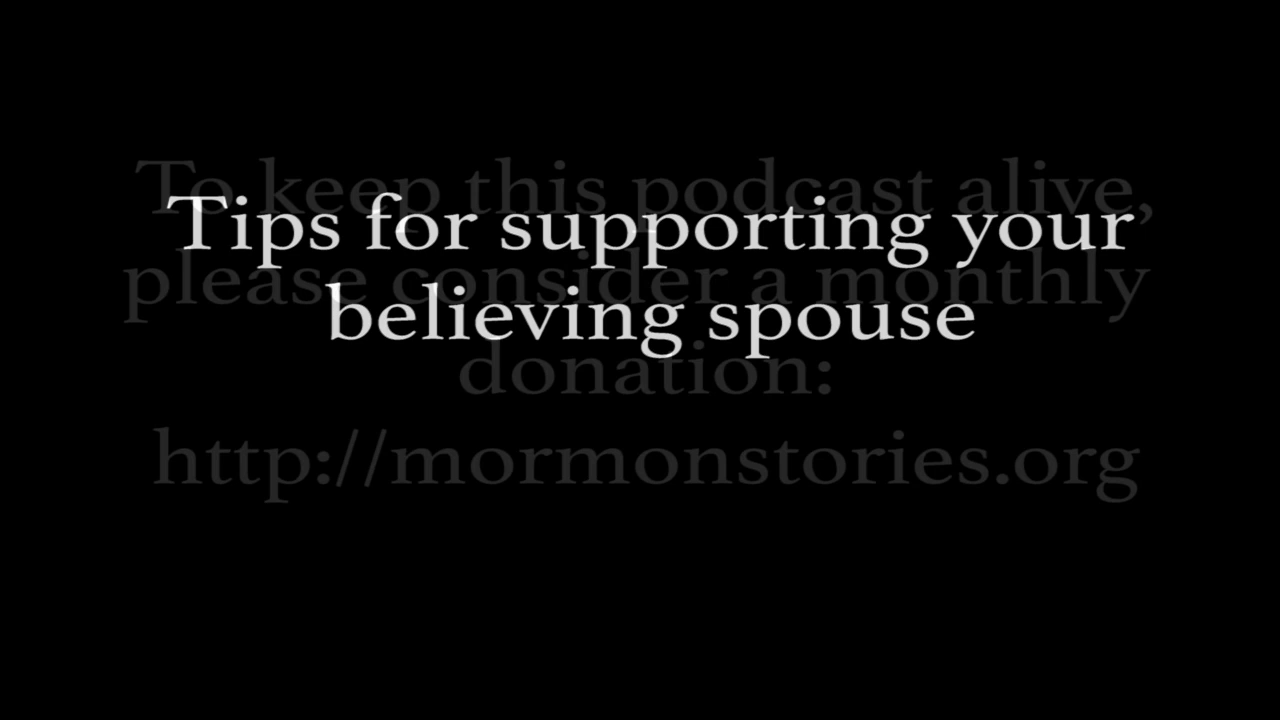 Tips for supporting your
believing spouse
To keep this podcast alive,
please consider a monthly
donation:
http://mormonstories.org